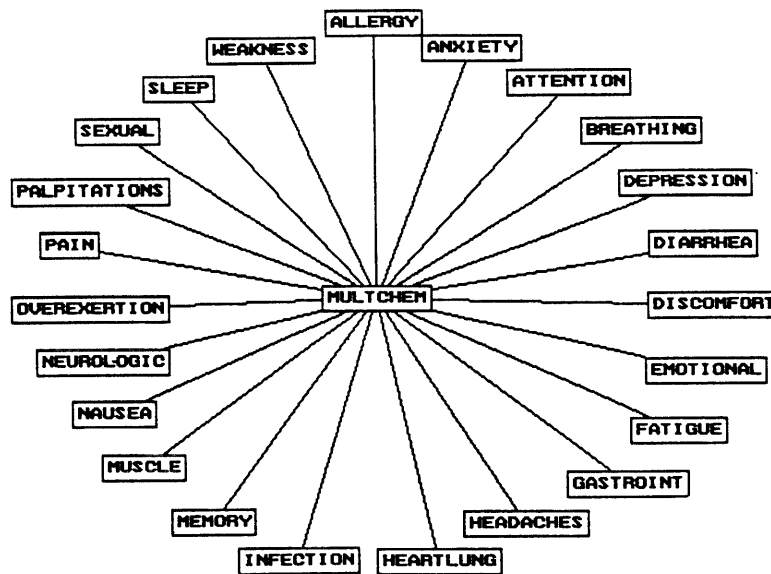 ALLERGY
ANXIETY
WEAKNESS
ATTENTION
SLEEP
BREATHING
SEXUAL
DEPRESSION
PALPITATIONS
DIARRHEA
PAIN
MULTCHEM
DISCOMFORT
OVEREXERTION
NEUROLOGIC
EMOTIONAL
NAUSEA
FATIGUE
MUSCLE
GASTROINT
MEMORY
HEADACHES
INFECTION
HEARTLUNG